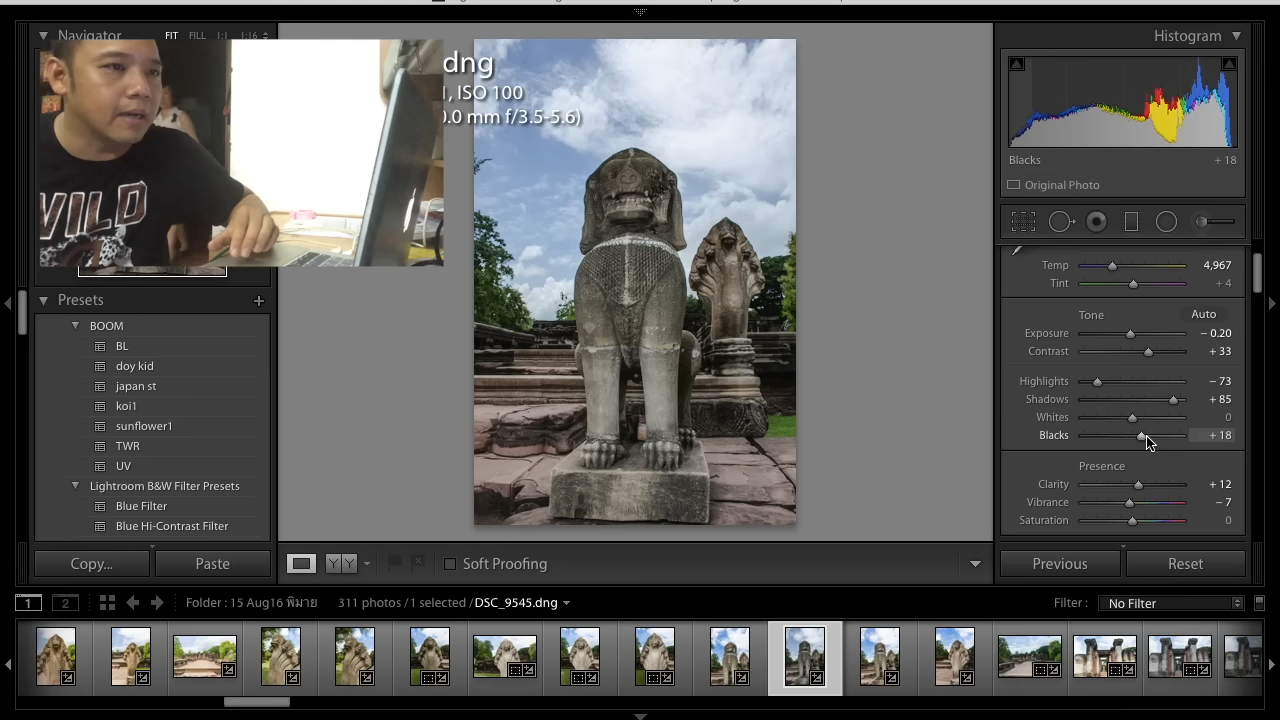 Navigator FIT FILL 1:1 1:16
Histogram
.dng
, ISO 100
0.0 mm f/3.5-5.6)
WILD
Blacks +18
Original Photo
Temp 4,967
Tint +4
Tone Auto
Exposure −0.20
Contrast +33
Highlights −73
Shadows +85
Whites 0
Blacks +18
Presence
Clarity +12
Vibrance −7
Saturation 0
Presets +
BOOM
BL
doy kid
japan st
koi1
sunflower1
TWR
UV
Lightroom B&W Filter Presets
Blue Filter
Blue Hi-Contrast Filter
Copy... Paste
Y Y
Soft Proofing
Previous Reset
1 2 Folder : 15 Aug16 พิมาย 311 photos / 1 selected / DSC_9545.dng
Filter : No Filter